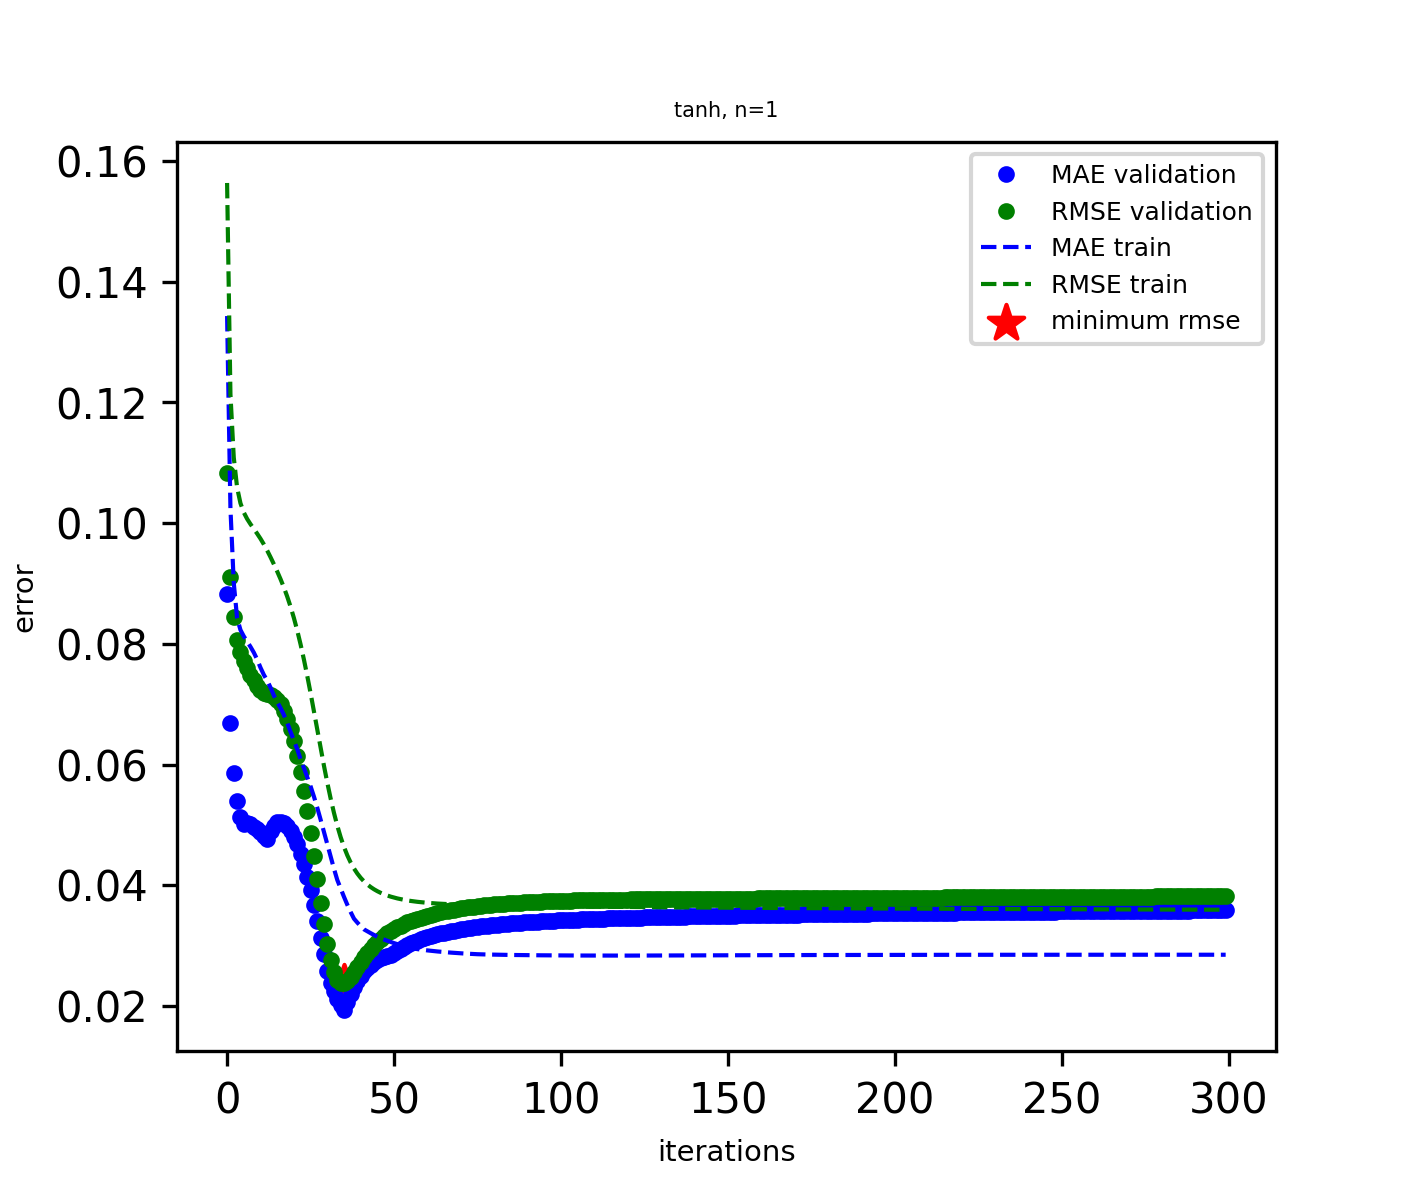 tanh, n=1
0.16
0.14
0.12
0.10
0.08
0.06
0.04
0.02
error
MAE validation
RMSE validation
MAE train
RMSE train
minimum rmse
0 50 100 150 200 250 300
iterations